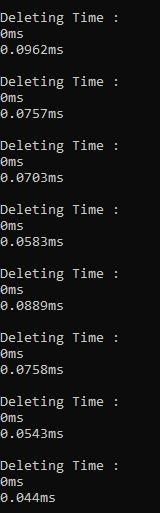 Deleting Time :
0ms
0.0962ms
Deleting Time :
0ms
0.0757ms
Deleting Time :
0ms
0.0703ms
Deleting Time :
0ms
0.0583ms
Deleting Time :
0ms
0.0889ms
Deleting Time :
0ms
0.0758ms
Deleting Time :
0ms
0.0543ms
Deleting Time :
0ms
0.044ms